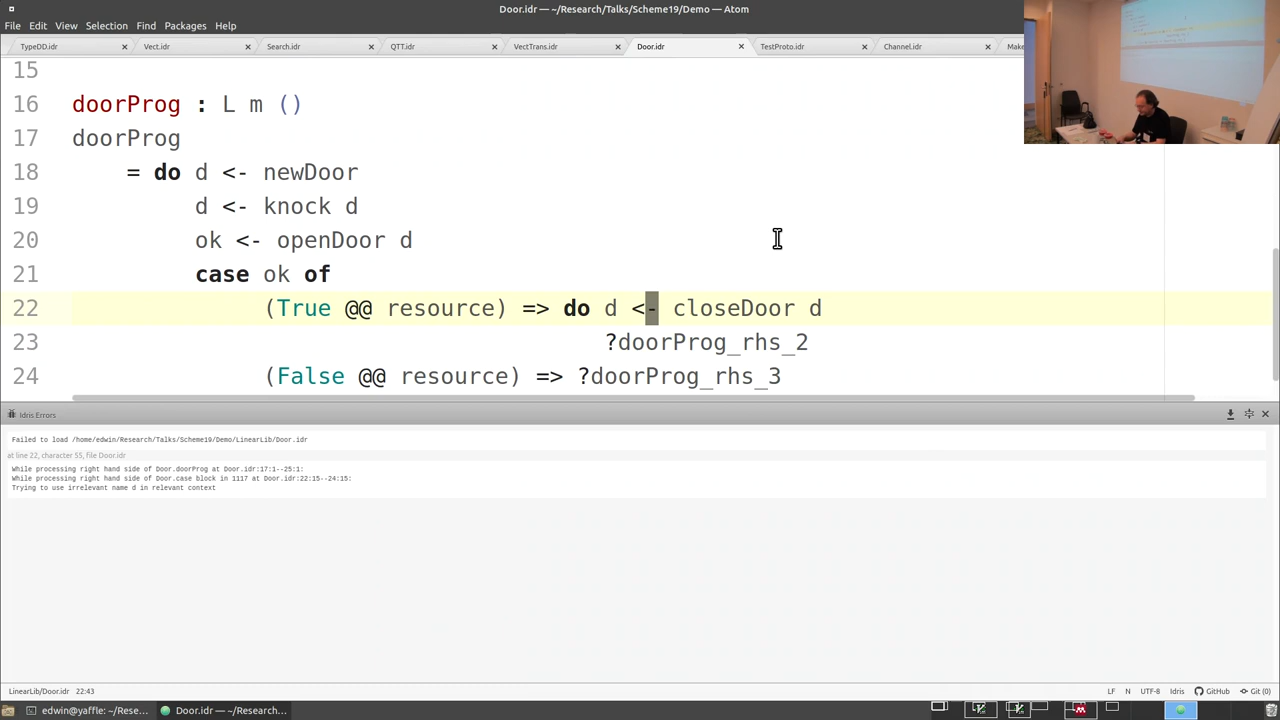 Door.idr — ~/Research/Talks/Scheme19/Demo — Atom
File Edit View Selection Find Packages Help
TypeDD.idr Vect.idr Search.idr QTT.idr VectTrans.idr Door.idr TestProto.idr Channel.idr Make
15
16 doorProg : L m ()
17 doorProg
18 = do d <- newDoor
19 d <- knock d
20 ok <- openDoor d
21 case ok of
22 (True @@ resource) => do d <- closeDoor d
23 ?doorProg_rhs_2
24 (False @@ resource) => ?doorProg_rhs_3
Idris Errors
Failed to load /home/edwin/Research/Talks/Scheme19/Demo/LinearLib/Door.idr
at line 22, character 55, file Door.idr
While processing right hand side of Door.doorProg at Door.idr:17:1--25:1:
While processing right hand side of Door.case block in 1117 at Door.idr:22:15--24:15:
Trying to use irrelevant name d in relevant context
LinearLib/Door.idr 22:43 LF N UTF-8 Idris GitHub Git (0)
edwin@yaffle: ~/Rese... Door.idr — ~/Research...